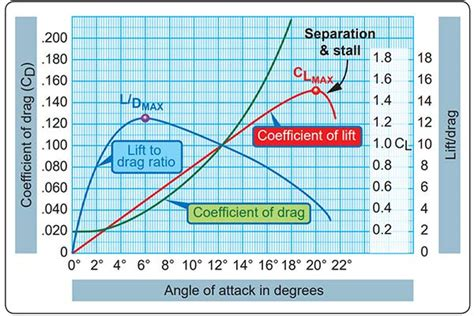 Coefficient of drag (CD)
.200
.180
.160
.140
.120
.100
.080
.060
.040
.020
0
L/DMAX
Lift to
drag ratio
CLMAX
Separation
& stall
Coefficient of lift
Coefficient of drag
1.8
1.6
1.4
1.2
1.0
0.8
0.6
0.4
0.2
CL
18
16
14
12
10
8
6
4
2
0
Lift/drag
0° 2° 4° 6° 8° 10° 12° 14° 16° 18° 20° 22°
Angle of attack in degrees